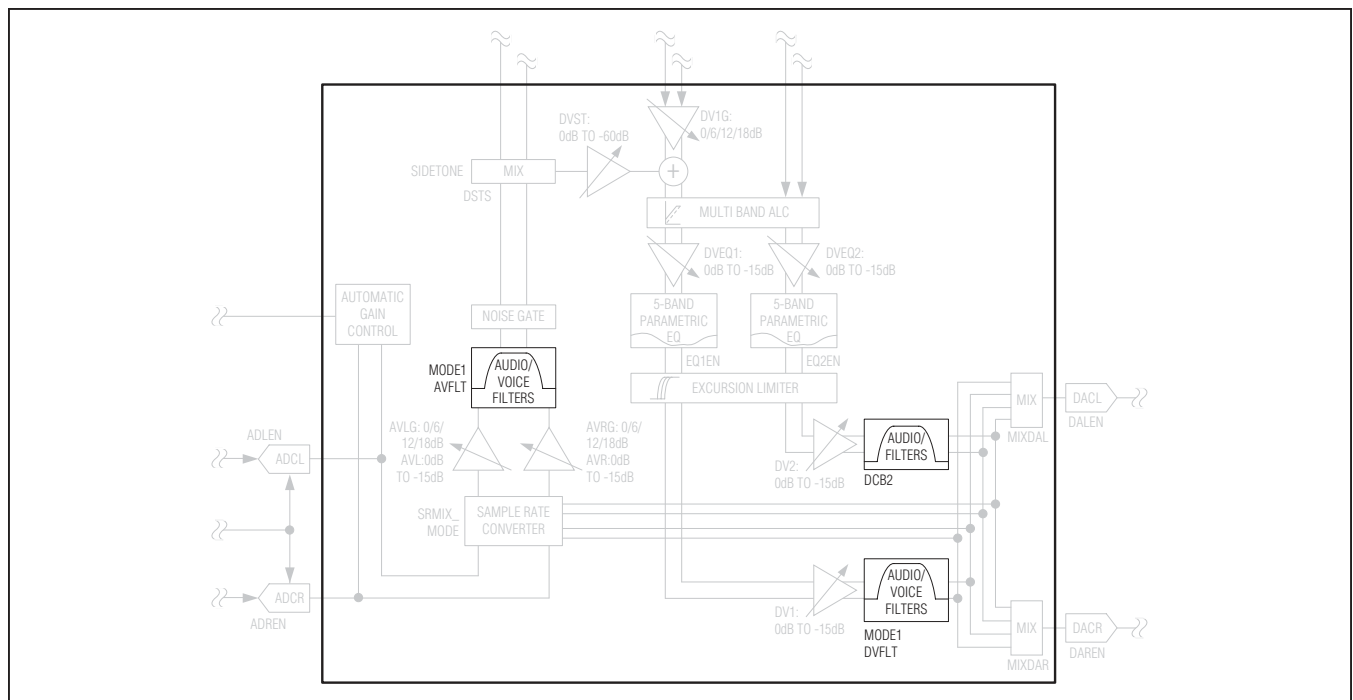 DVST:
0dB TO -60dB
DV1G:
0/6/12/18dB
SIDETONE
MIX
+
DSTS
MULTI BAND ALC
DVEQ1:
0dB TO -15dB
DVEQ2:
0dB TO -15dB
AUTOMATIC
GAIN
CONTROL
NOISE GATE
5-BAND
PARAMETRIC
EQ
5-BAND
PARAMETRIC
EQ
EQ1EN
EQ2EN
MODE1
AVFLT
AUDIO/
VOICE
FILTERS
EXCURSION LIMITER
MIX
DACL
MIXDAL
DALEN
AVLG: 0/6/
12/18dB
AVL:0dB
TO -15dB
AVRG: 0/6/
12/18dB
AVR:0dB
TO -15dB
ADLEN
ADCL
AUDIO/
FILTERS
DV2:
0dB TO -15dB
DCB2
SRMIX_
MODE
SAMPLE RATE
CONVERTER
ADCR
ADREN
AUDIO/
VOICE
FILTERS
DV1:
0dB TO -15dB
MODE1
DVFLT
MIX
DACR
MIXDAR
DAREN